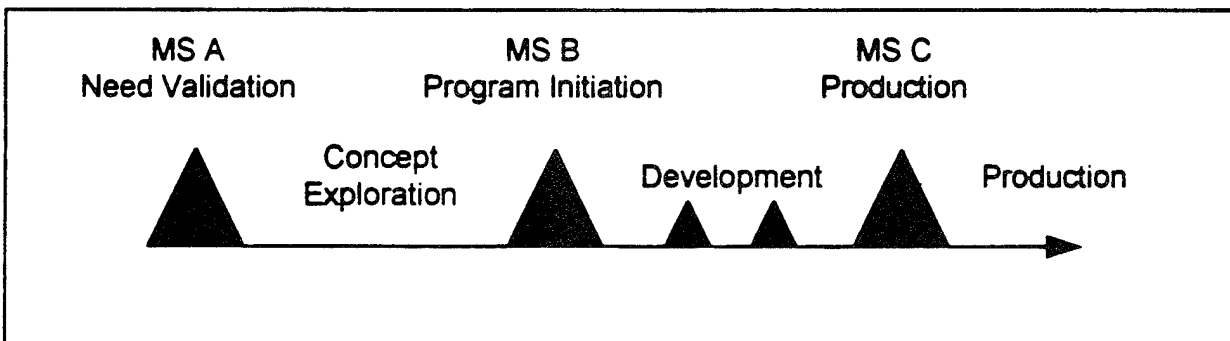 MS A
Need Validation
MS B
Program Initiation
MS C
Production
Concept
Exploration
Development
Production